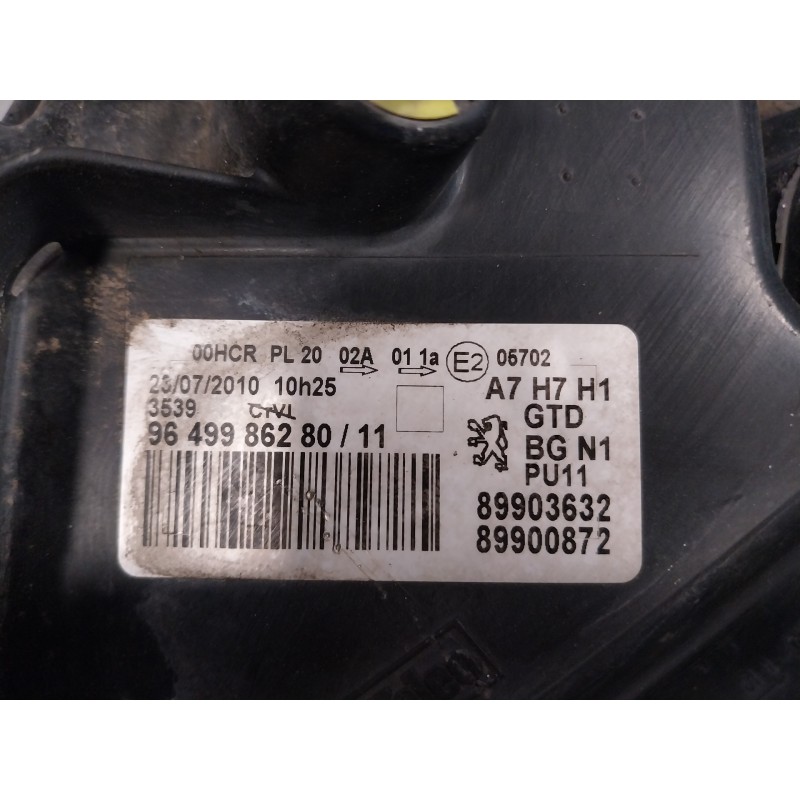 00HCR PL 20 02A 01 1a E2 05702
23/07/2010 10h25 A7 H7 H1
3539 GTD
96 499 862 80 / 11 BG N1
PU11
89903632
89900872